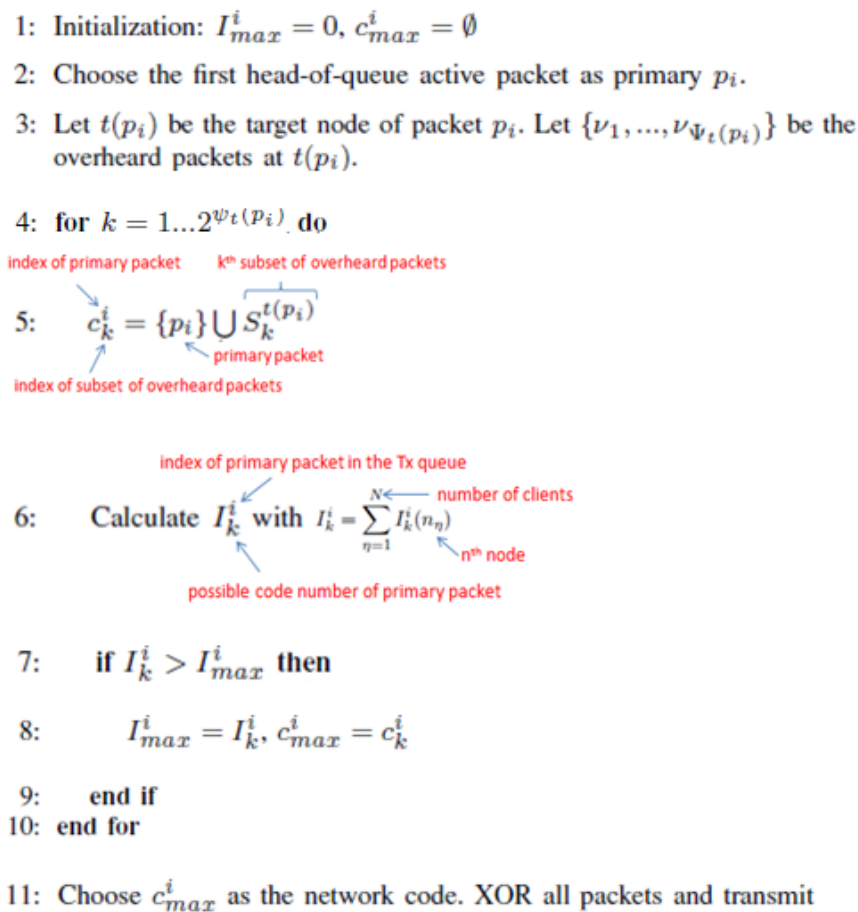 1: Initialization: I^i_max = 0, c^i_max = ∅
2: Choose the first head-of-queue active packet as primary p_i.
3: Let t(p_i) be the target node of packet p_i. Let {ν_1, ..., ν_Ψ_t(p_i)} be the
overheard packets at t(p_i).
4: for k = 1...2^ψ_t(p_i) do
index of primary packet kth subset of overheard packets
5: c^i_k = {p_i} ⋃ S^t(p_i)_k
primary packet
index of subset of overheard packets
index of primary packet in the Tx queue
number of clients
6: Calculate I^i_k with I^i_k = ∑^N_η=1 I^i_k(n_η)
nth node
possible code number of primary packet
7: if I^i_k > I^i_max then
8: I^i_max = I^i_k, c^i_max = c^i_k
9: end if
10: end for
11: Choose c^i_max as the network code. XOR all packets and transmit